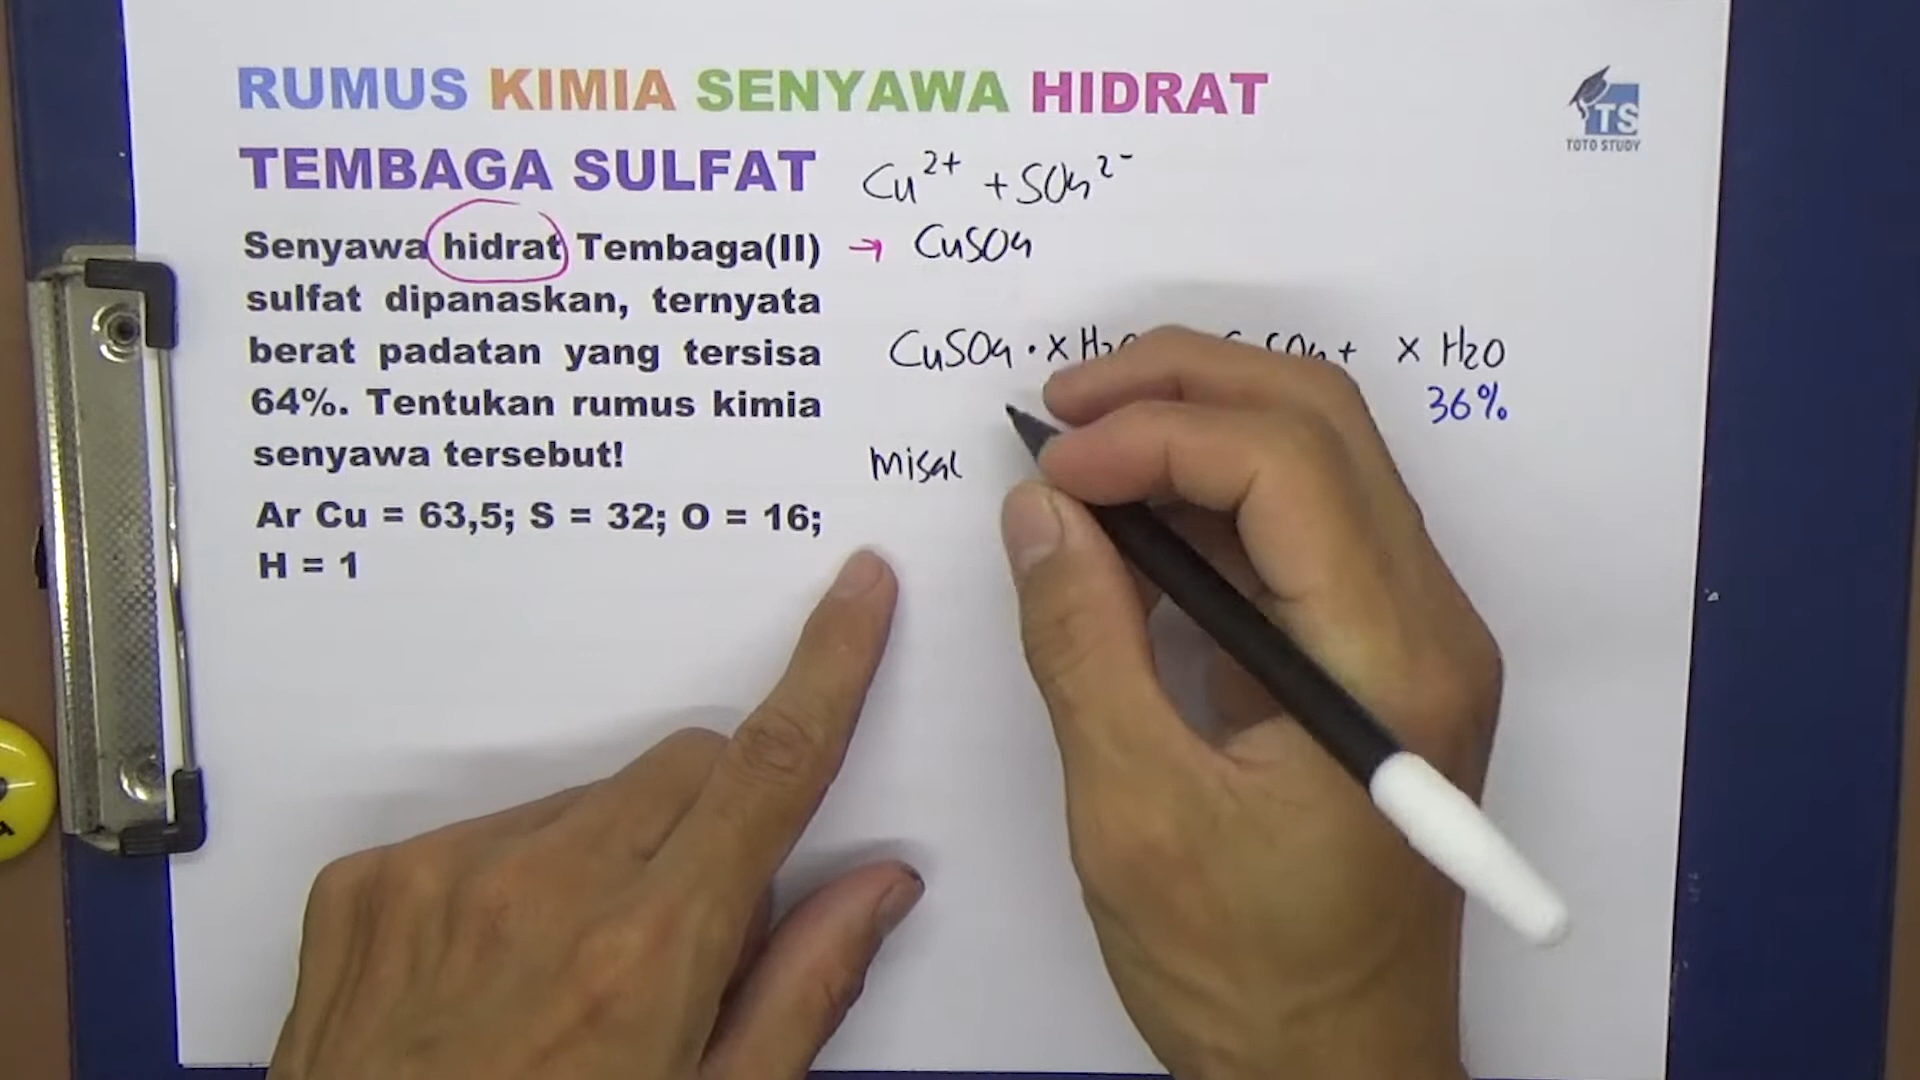 RUMUS KIMIA SENYAWA HIDRAT
TS
TOTO STUDY
TEMBAGA SULFAT Cu²⁺ + SO₄²⁻
Senyawa hidrat Tembaga(II) → CuSO₄
sulfat dipanaskan, ternyata
berat padatan yang tersisa CuSO₄ · x H₂O + x H₂O
64%. Tentukan rumus kimia 36%
senyawa tersebut! misal
Ar Cu = 63,5; S = 32; O = 16;
H = 1